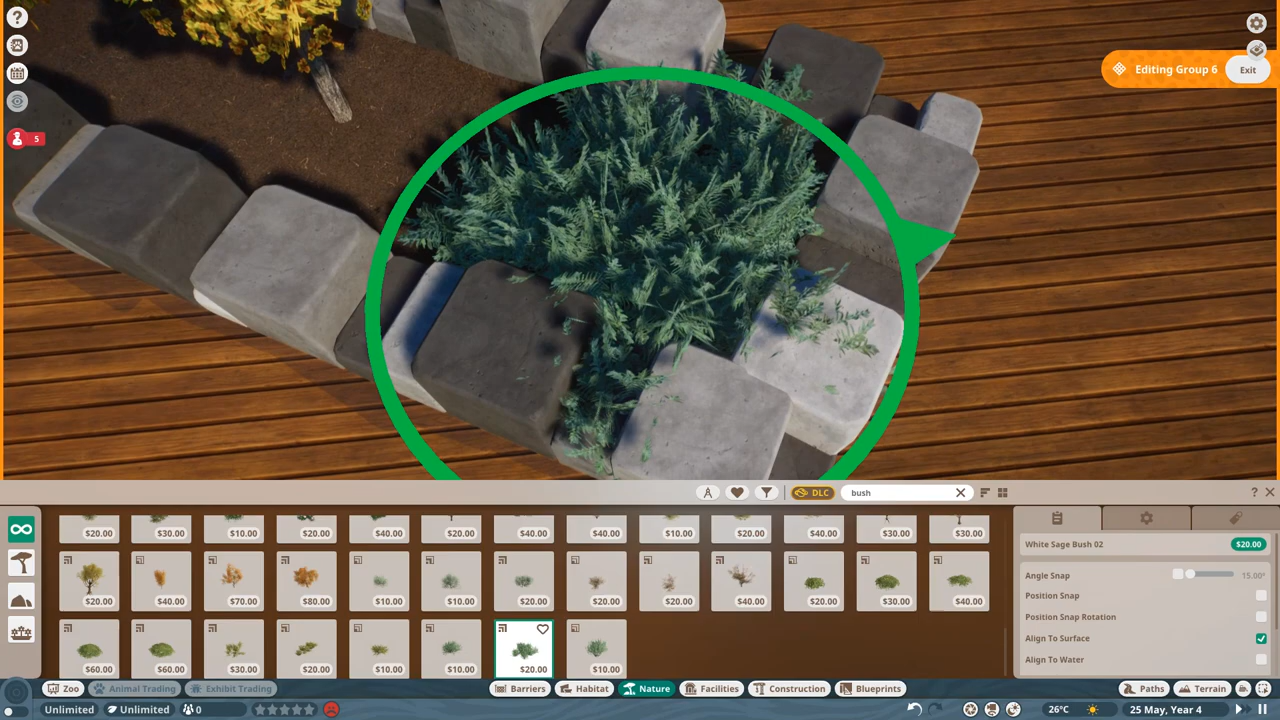 ?
Editing Group 6 Exit
5
DLC bush ? X
$20.00 $30.00 $10.00 $20.00 $40.00 $20.00 $40.00 $40.00 $10.00 $20.00 $40.00 $30.00 $30.00
$20.00 $40.00 $70.00 $80.00 $10.00 $10.00 $20.00 $20.00 $20.00 $40.00 $20.00 $30.00 $40.00
$60.00 $60.00 $30.00 $20.00 $10.00 $10.00 $20.00 $10.00
White Sage Bush 02 $20.00
Angle Snap 15.00°
Position Snap
Position Snap Rotation
Align To Surface
Align To Water
Zoo Animal Trading Exhibit Trading Barriers Habitat Nature Facilities Construction Blueprints Paths Terrain
Unlimited Unlimited 0 26°C 25 May, Year 4